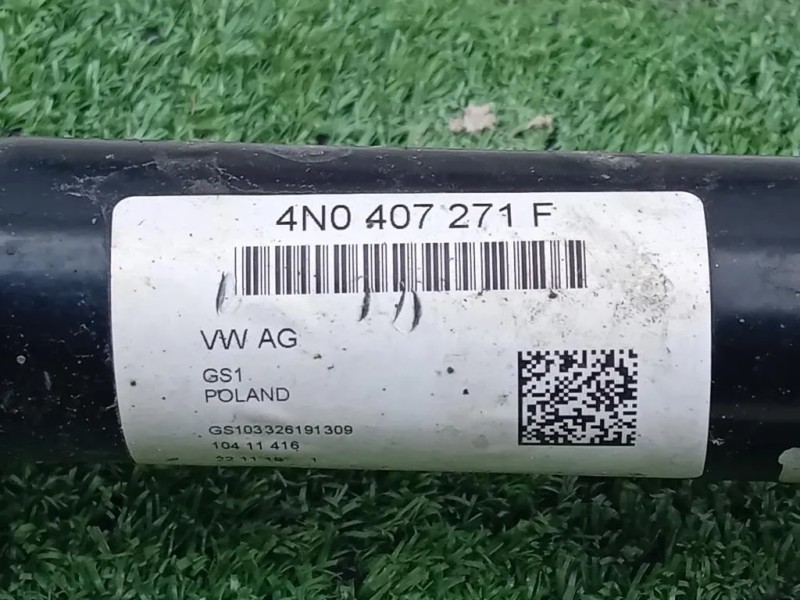 4N0 407 271 F
VW AG
GS1
POLAND
GS103326191309
104 11 416